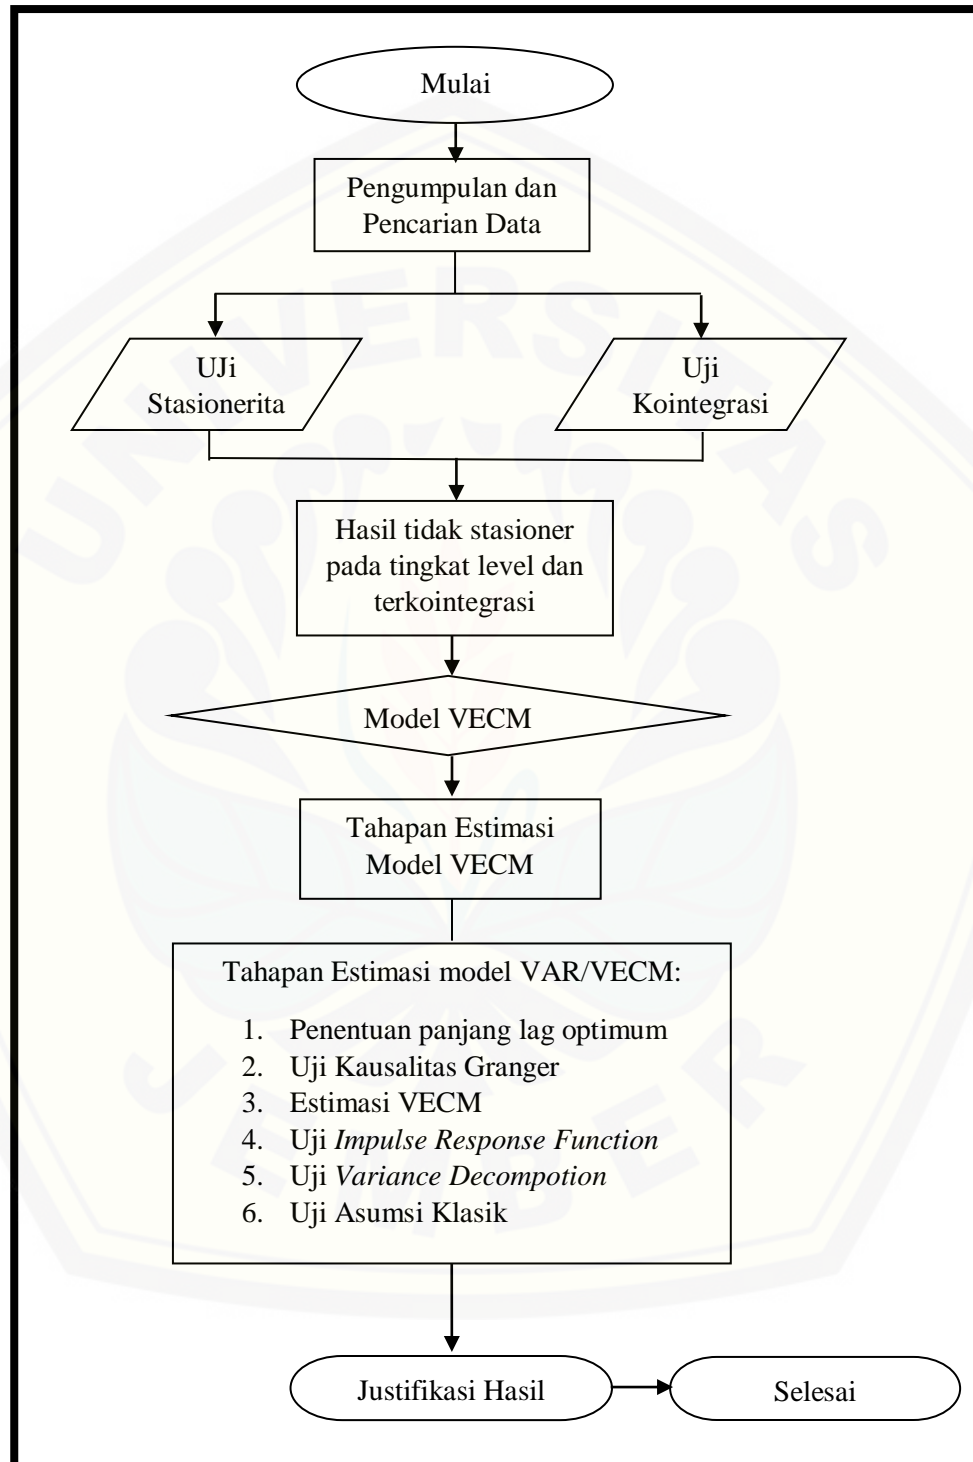 Mulai
Pengumpulan dan
Pencarian Data
UJi
Stasionerita
Uji
Kointegrasi
Hasil tidak stasioner
pada tingkat level dan
terkointegrasi
Model VECM
Tahapan Estimasi
Model VECM
Tahapan Estimasi model VAR/VECM:
1. Penentuan panjang lag optimum
2. Uji Kausalitas Granger
3. Estimasi VECM
4. Uji Impulse Response Function
5. Uji Variance Decompotion
6. Uji Asumsi Klasik
Justifikasi Hasil
Selesai
UNIVERSITAS
JEMBER